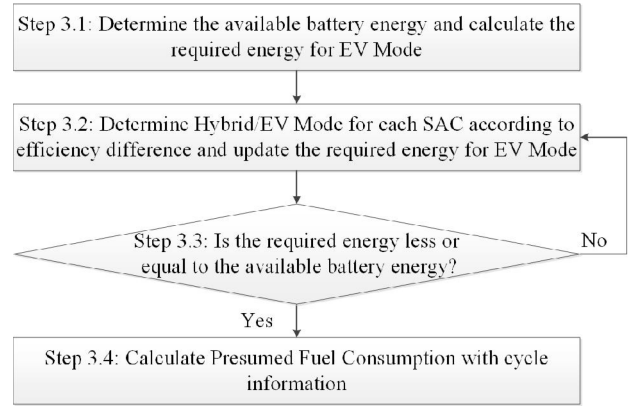 Step 3.1: Determine the available battery energy and calculate the
required energy for EV Mode
Step 3.2: Determine Hybrid/EV Mode for each SAC according to
efficiency difference and update the required energy for EV Mode
Step 3.3: Is the required energy less or
equal to the available battery energy?
No
Yes
Step 3.4: Calculate Presumed Fuel Consumption with cycle
information